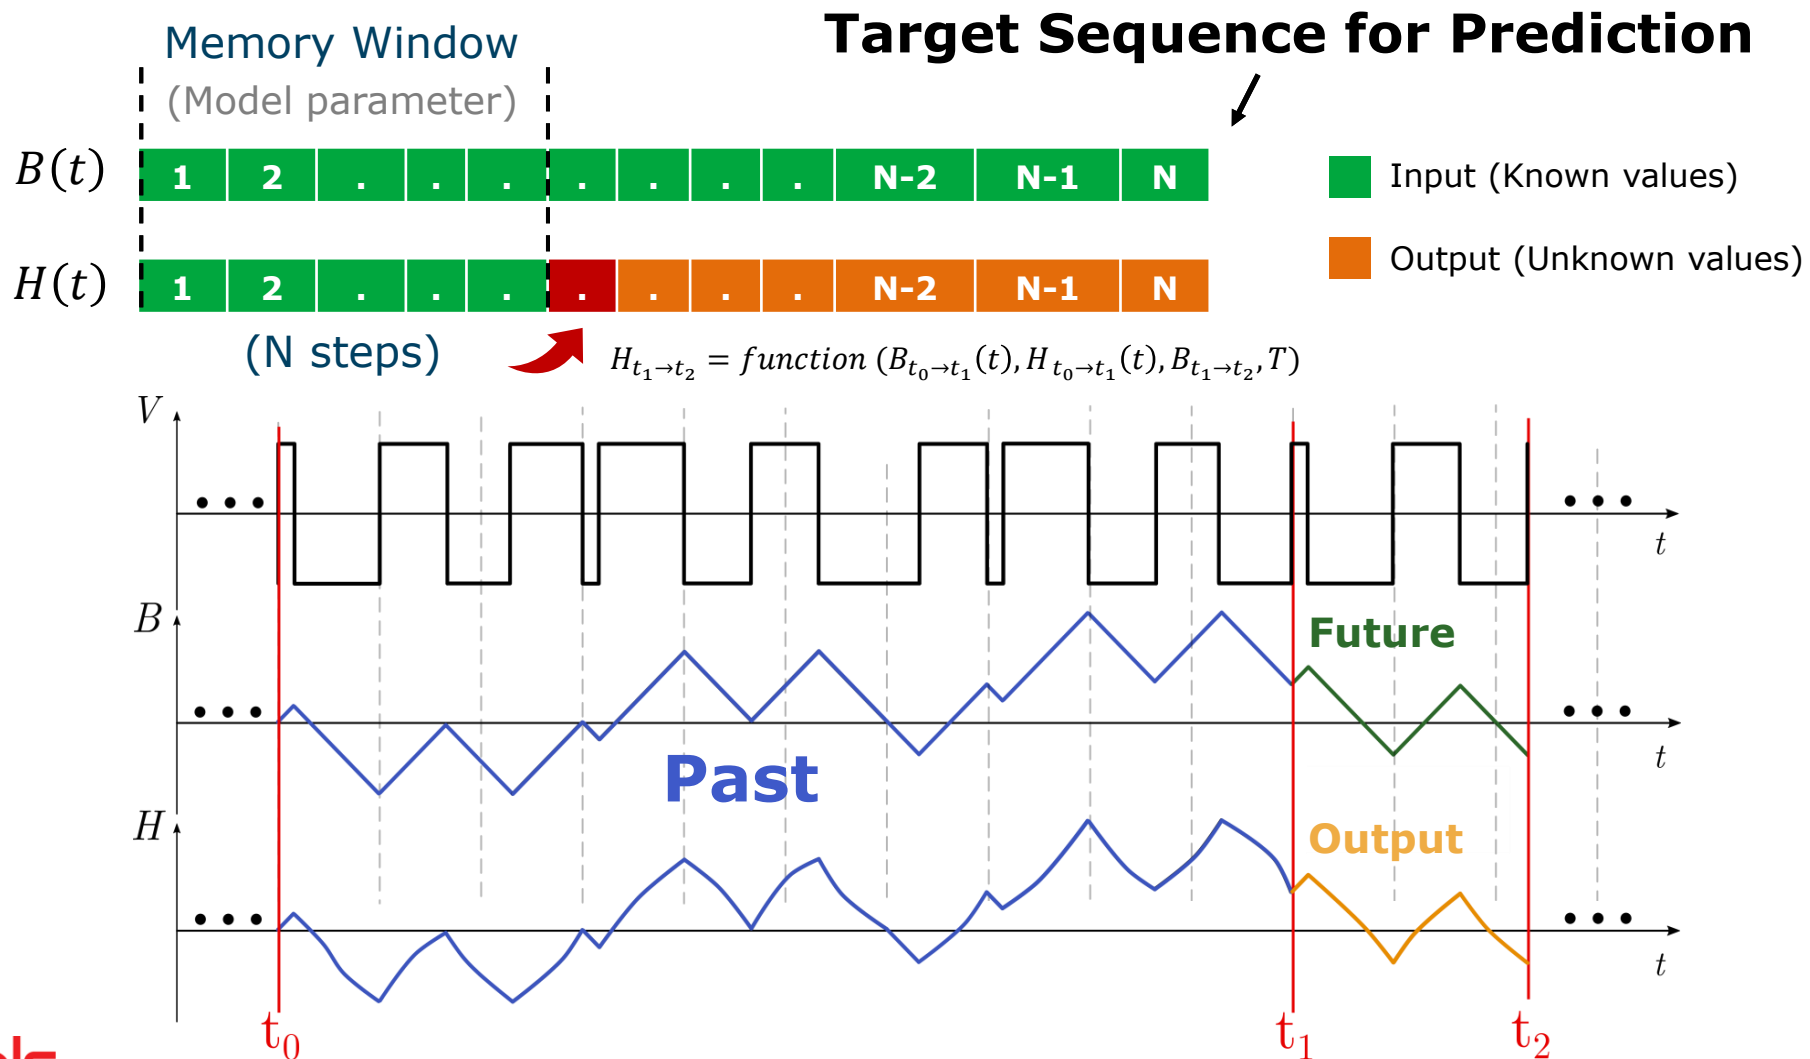 Target Sequence for Prediction
Memory Window
(Model parameter)
B(t) 1 2 . . . . . . . N-2 N-1 N
Input (Known values)
H(t) 1 2 . . . . . . . N-2 N-1 N
Output (Unknown values)
(N steps)
H_{t_1→t_2} = function (B_{t_0→t_1}(t), H_{t_0→t_1}(t), B_{t_1→t_2}, T)
V
t
B
Future
t
Past
H
Output
t
t_0 t_1 t_2